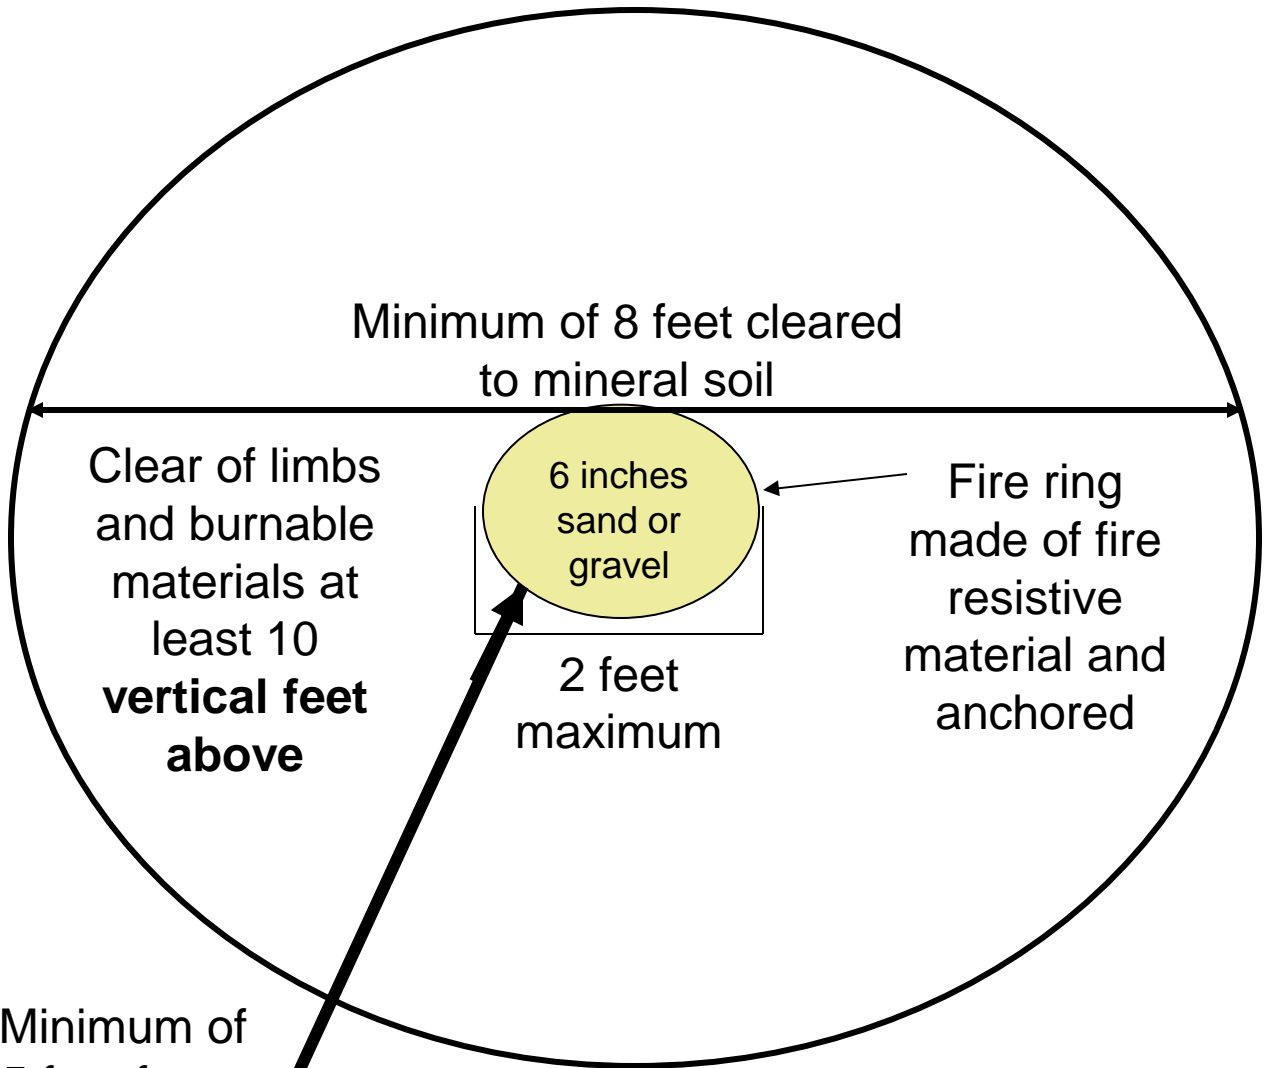 Minimum of 8 feet cleared
to mineral soil
Clear of limbs
and burnable
materials at
least 10
vertical feet
above
6 inches
sand or
gravel
Fire ring
made of fire
resistive
material and
anchored
2 feet
maximum
Minimum of